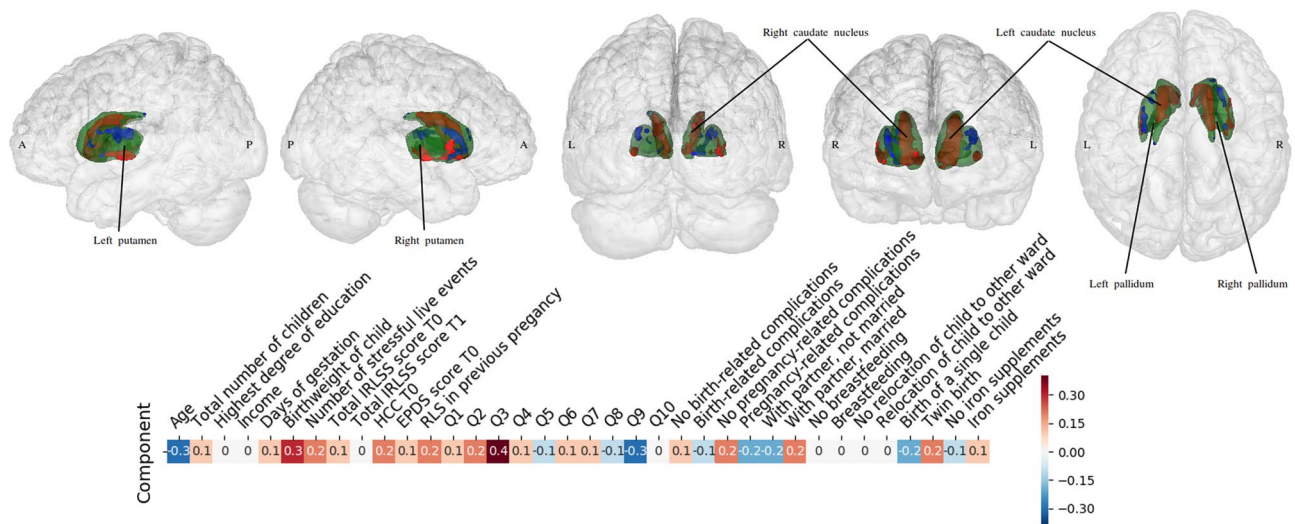 Right caudate nucleus
Left caudate nucleus
A
P
P
A
L
R
R
L
L
R
Left putamen
Right putamen
Left pallidum
Right pallidum
Age
Total number of children
Highest degree of education
Income
Days of gestation
Birthweight of child
Number of stressful live events
Total IRLSS score T0
Total IRLSS score T1
HCC T0
EPDS score T0
RLS in previous pregancy
Q1
Q2
Q3
Q4
Q5
Q6
Q7
Q8
Q9
Q10
No birth-related complications
Birth-related complications
No pregnancy-related complications
Pregnancy-related complications
With partner, not married
With partner, married
No breastfeeding
Breastfeeding
No relocation of child to other ward
Relocation of child to other ward
Birth of a single child
Twin birth
No iron supplements
Iron supplements
Component
-0.3 0.1 0 0 0.1 0.3 0.2 0.1 0 0.2 0.1 0.2 0.1 0.2 0.4 0.1 -0.1 0.1 0.1 -0.1 -0.3 0 0.1 -0.1 0.2 -0.2 -0.2 0.2 0 0 0 0 -0.2 0.2 -0.1 0.1
0.30
0.15
0.00
−0.15
−0.30